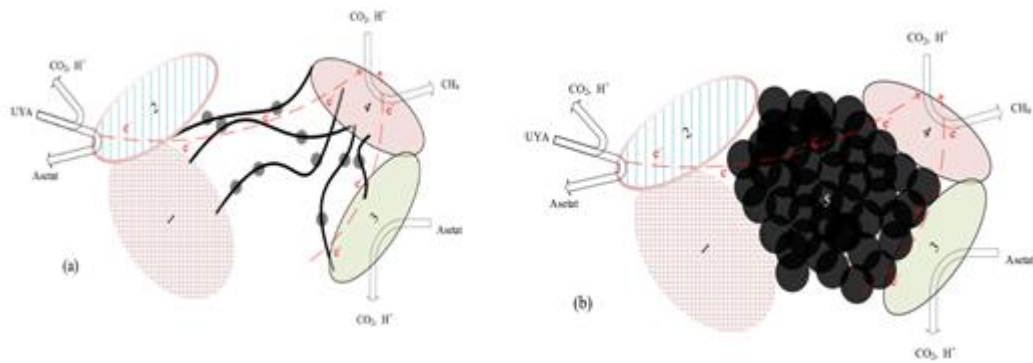 CO₂, H⁺
CO₂, H⁺
UYA
Asetat
2
1
4
3
e⁻
e⁻
e⁻
e⁻
e⁻
e⁻
CH₄
Asetat
CO₂, H⁺
(a)
CO₂, H⁺
CO₂, H⁺
UYA
Asetat
2
1
5
4
3
e⁻
e⁻
e⁻
e⁻
CH₄
Asetat
CO₂, H⁺
(b)